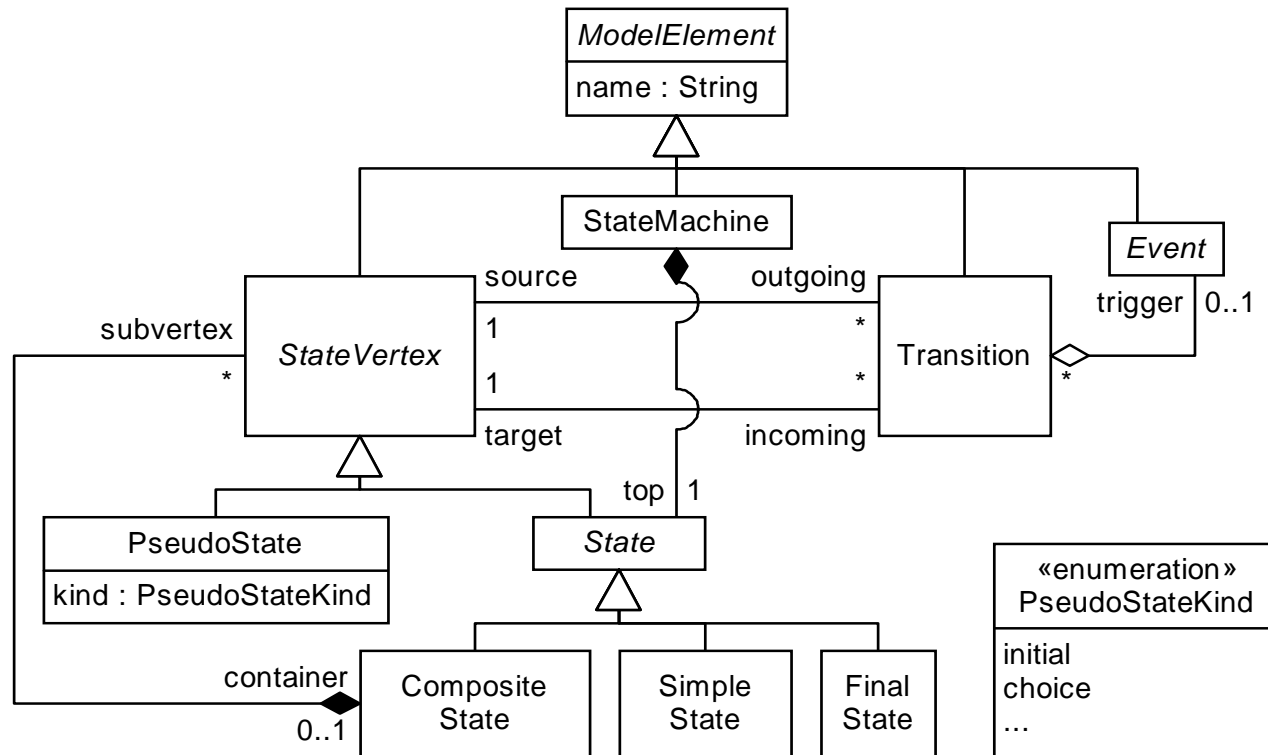 ModelElement
name : String
StateMachine
Event
source
outgoing
trigger
0..1
subvertex
1
*
StateVertex
Transition
*
1
*
*
target
incoming
top
1
PseudoState
State
kind : PseudoStateKind
«enumeration»
PseudoStateKind
container
Composite
State
Simple
State
Final
State
initial
choice
...
0..1